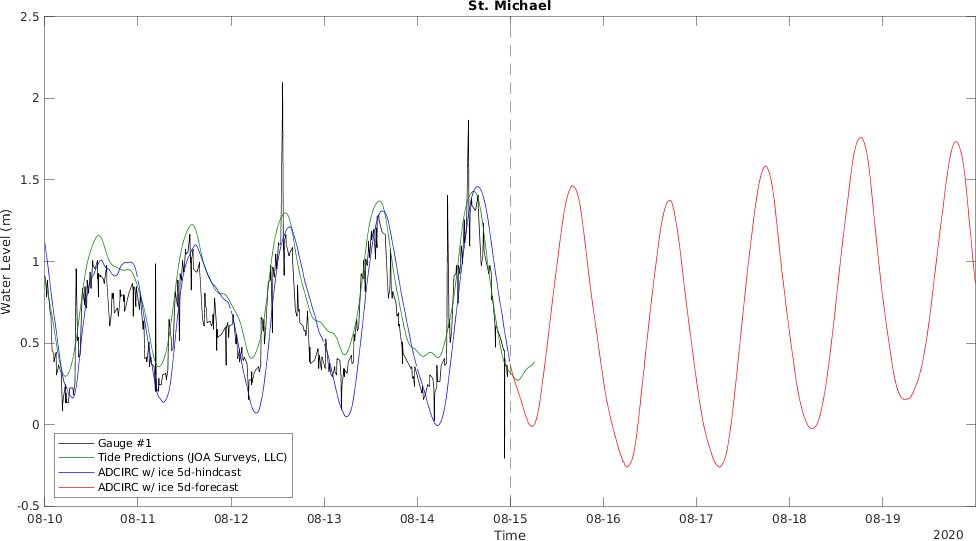 St. Michael
2.5
2
1.5
1
0.5
0
-0.5
Water Level (m)
Gauge #1
Tide Predictions (JOA Surveys, LLC)
ADCIRC w/ ice 5d-hindcast
ADCIRC w/ ice 5d-forecast
08-10 08-11 08-12 08-13 08-14 08-15 08-16 08-17 08-18 08-19
Time
2020